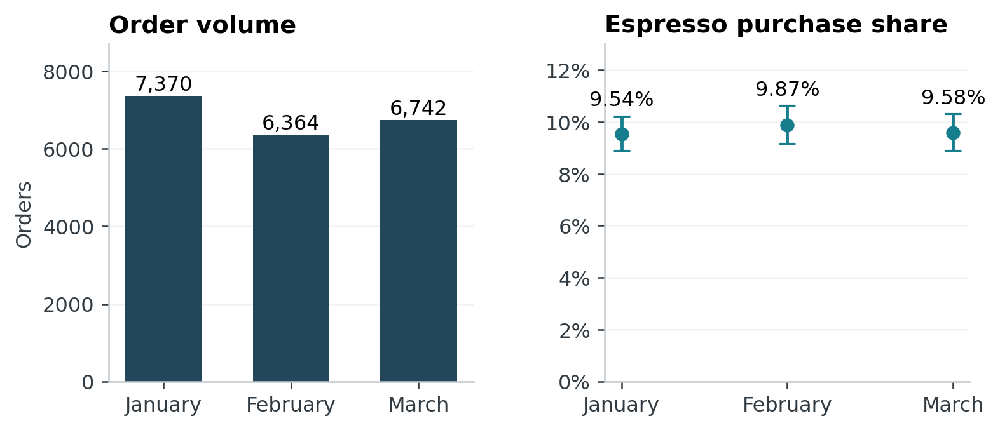 Order volume
Orders
8000
6000
4000
2000
0
7,370
6,364
6,742
January
February
March
Espresso purchase share
12%
10%
8%
6%
4%
2%
0%
9.54%
9.87%
9.58%
January
February
March